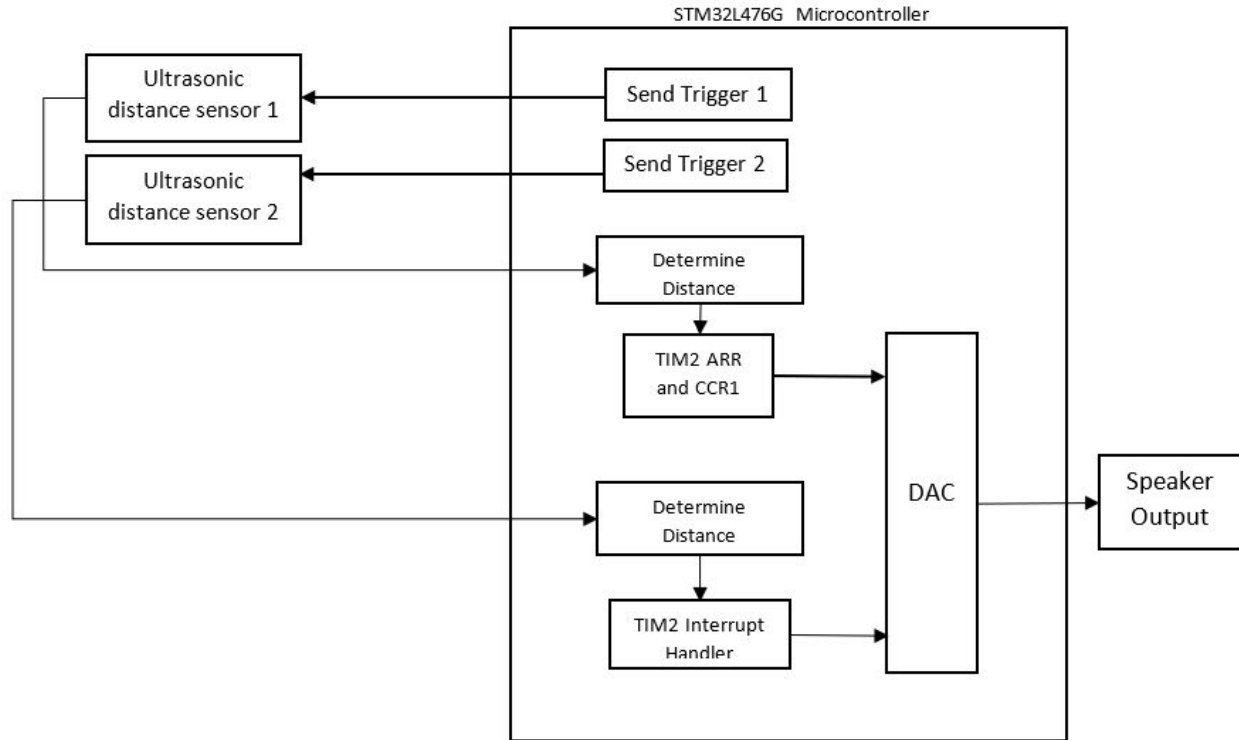 STM32L476G Microcontroller
Ultrasonic
distance sensor 1
Send Trigger 1
Ultrasonic
distance sensor 2
Send Trigger 2
Determine
Distance
TIM2 ARR
and CCR1
DAC
Speaker
Output
Determine
Distance
TIM2 Interrupt
Handler